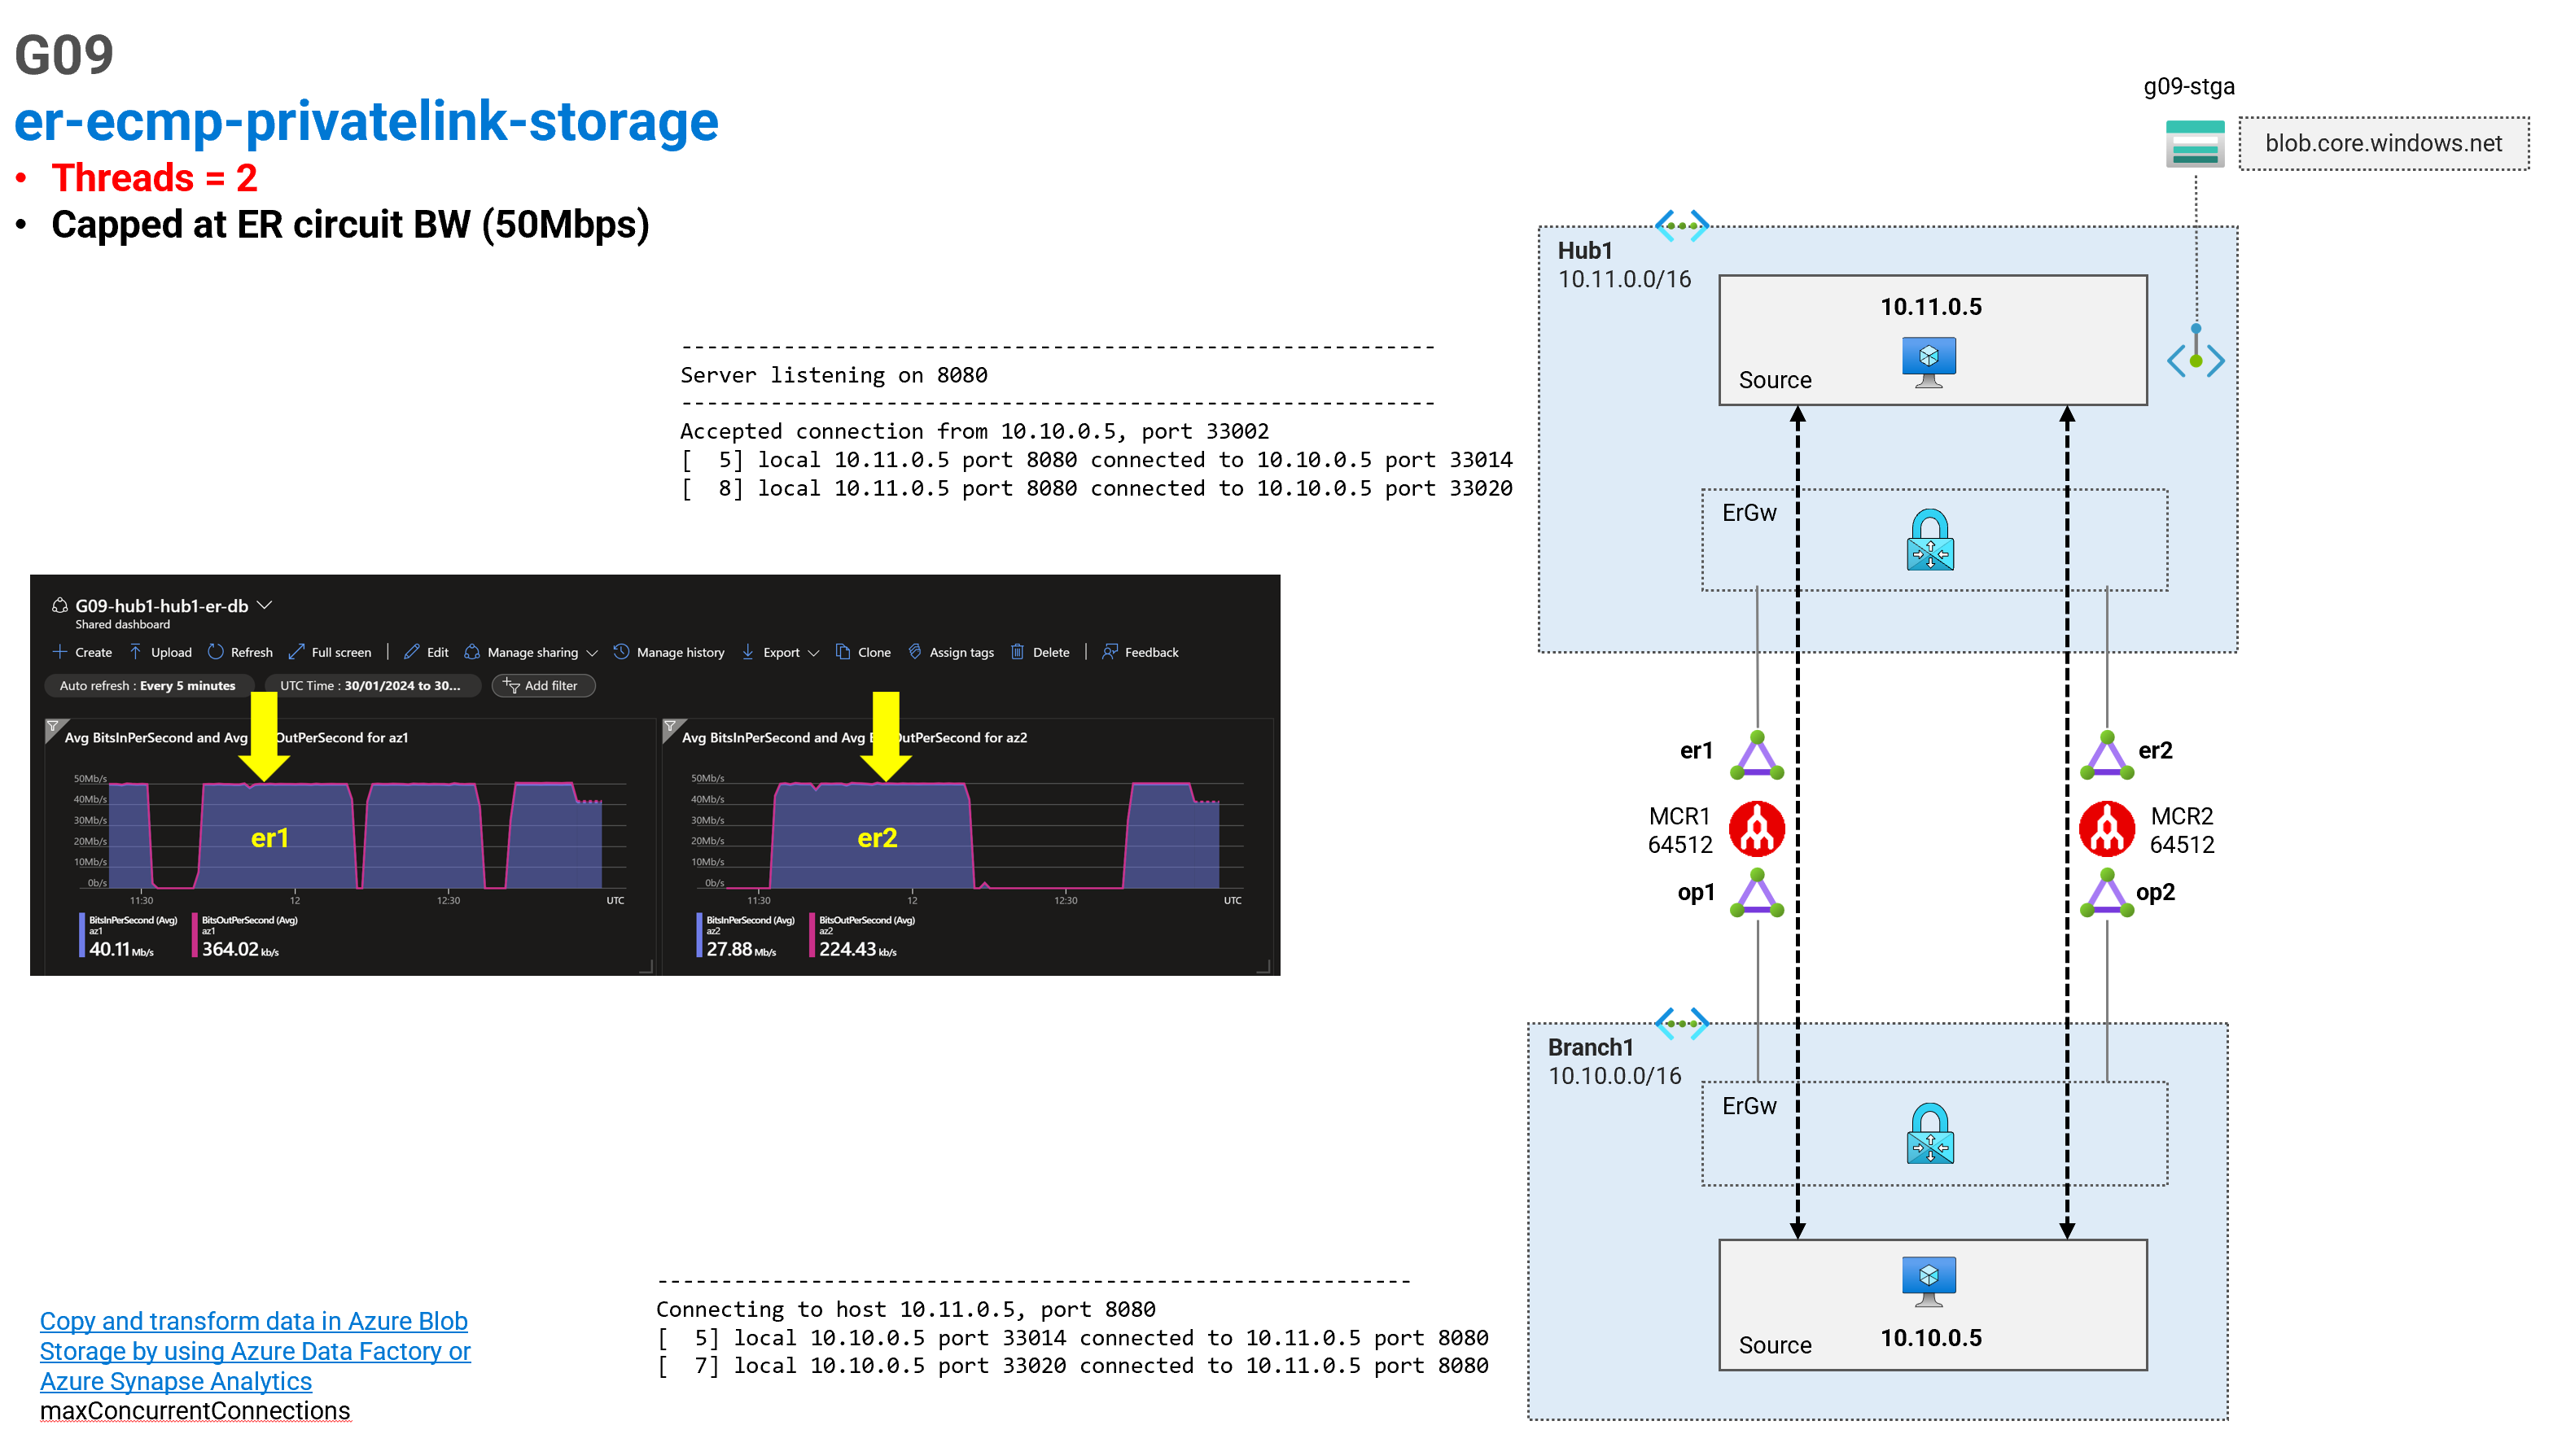 G09
er-ecmp-privatelink-storage
• Threads = 2
• Capped at ER circuit BW (50Mbps)
-----------------------------------------------------------
Server listening on 8080
-----------------------------------------------------------
Accepted connection from 10.10.0.5, port 33002
[  5] local 10.11.0.5 port 8080 connected to 10.10.0.5 port 33014
[  8] local 10.11.0.5 port 8080 connected to 10.10.0.5 port 33020
G09-hub1-hub1-er-db
Shared dashboard
Create Upload Refresh Full screen | Edit Manage sharing Manage history Export Clone Assign tags Delete | Feedback
Auto refresh : Every 5 minutes UTC Time : 30/01/2024 to 30... Add filter
Avg BitsInPerSecond and Avg OutPerSecond for az1
50Mb/s
40Mb/s
30Mb/s
20Mb/s
10Mb/s
0b/s
er1
11:30 12 12:30 UTC
BitsInPerSecond (Avg) BitsOutPerSecond (Avg)
az1 az1
40.11 Mb/s 364.02 kb/s
Avg BitsInPerSecond and Avg OutPerSecond for az2
50Mb/s
40Mb/s
30Mb/s
20Mb/s
10Mb/s
0b/s
er2
11:30 12 12:30 UTC
BitsInPerSecond (Avg) BitsOutPerSecond (Avg)
az2 az2
27.88 Mb/s 224.43 kb/s
-----------------------------------------------------------
Connecting to host 10.11.0.5, port 8080
[  5] local 10.10.0.5 port 33014 connected to 10.11.0.5 port 8080
[  7] local 10.10.0.5 port 33020 connected to 10.11.0.5 port 8080
Copy and transform data in Azure Blob
Storage by using Azure Data Factory or
Azure Synapse Analytics
maxConcurrentConnections
g09-stga
blob.core.windows.net
Hub1
10.11.0.0/16
10.11.0.5
Source
ErGw
er1
er2
MCR1
64512
MCR2
64512
op1
op2
Branch1
10.10.0.0/16
ErGw
Source
10.10.0.5